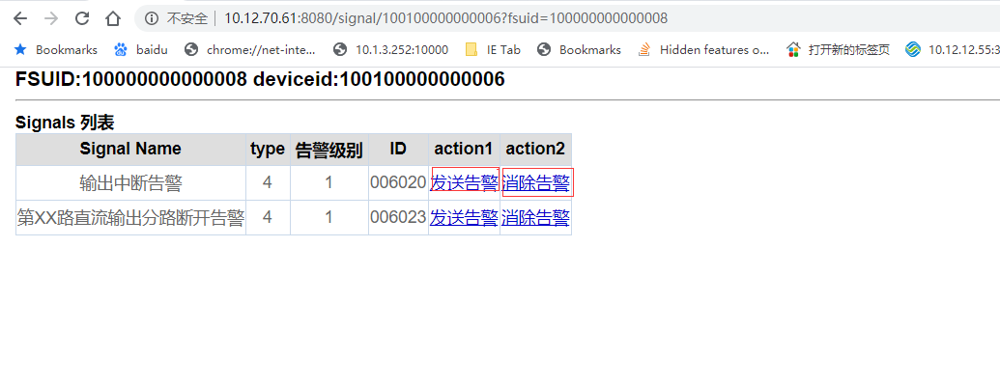 不安全 10.12.70.61:8080/signal/100100000000006?fsuid=100000000000008
Bookmarks baidu chrome://net-inte... 10.1.3.252:10000 IE Tab Bookmarks Hidden features o... 打开新的标签页 10.12.12.55:3
FSUID:100000000000008 deviceid:100100000000006
Signals 列表
Signal Name type 告警级别 ID action1 action2
输出中断告警 4 1 006020 发送告警 消除告警
第XX路直流输出分路断开告警 4 1 006023 发送告警 消除告警